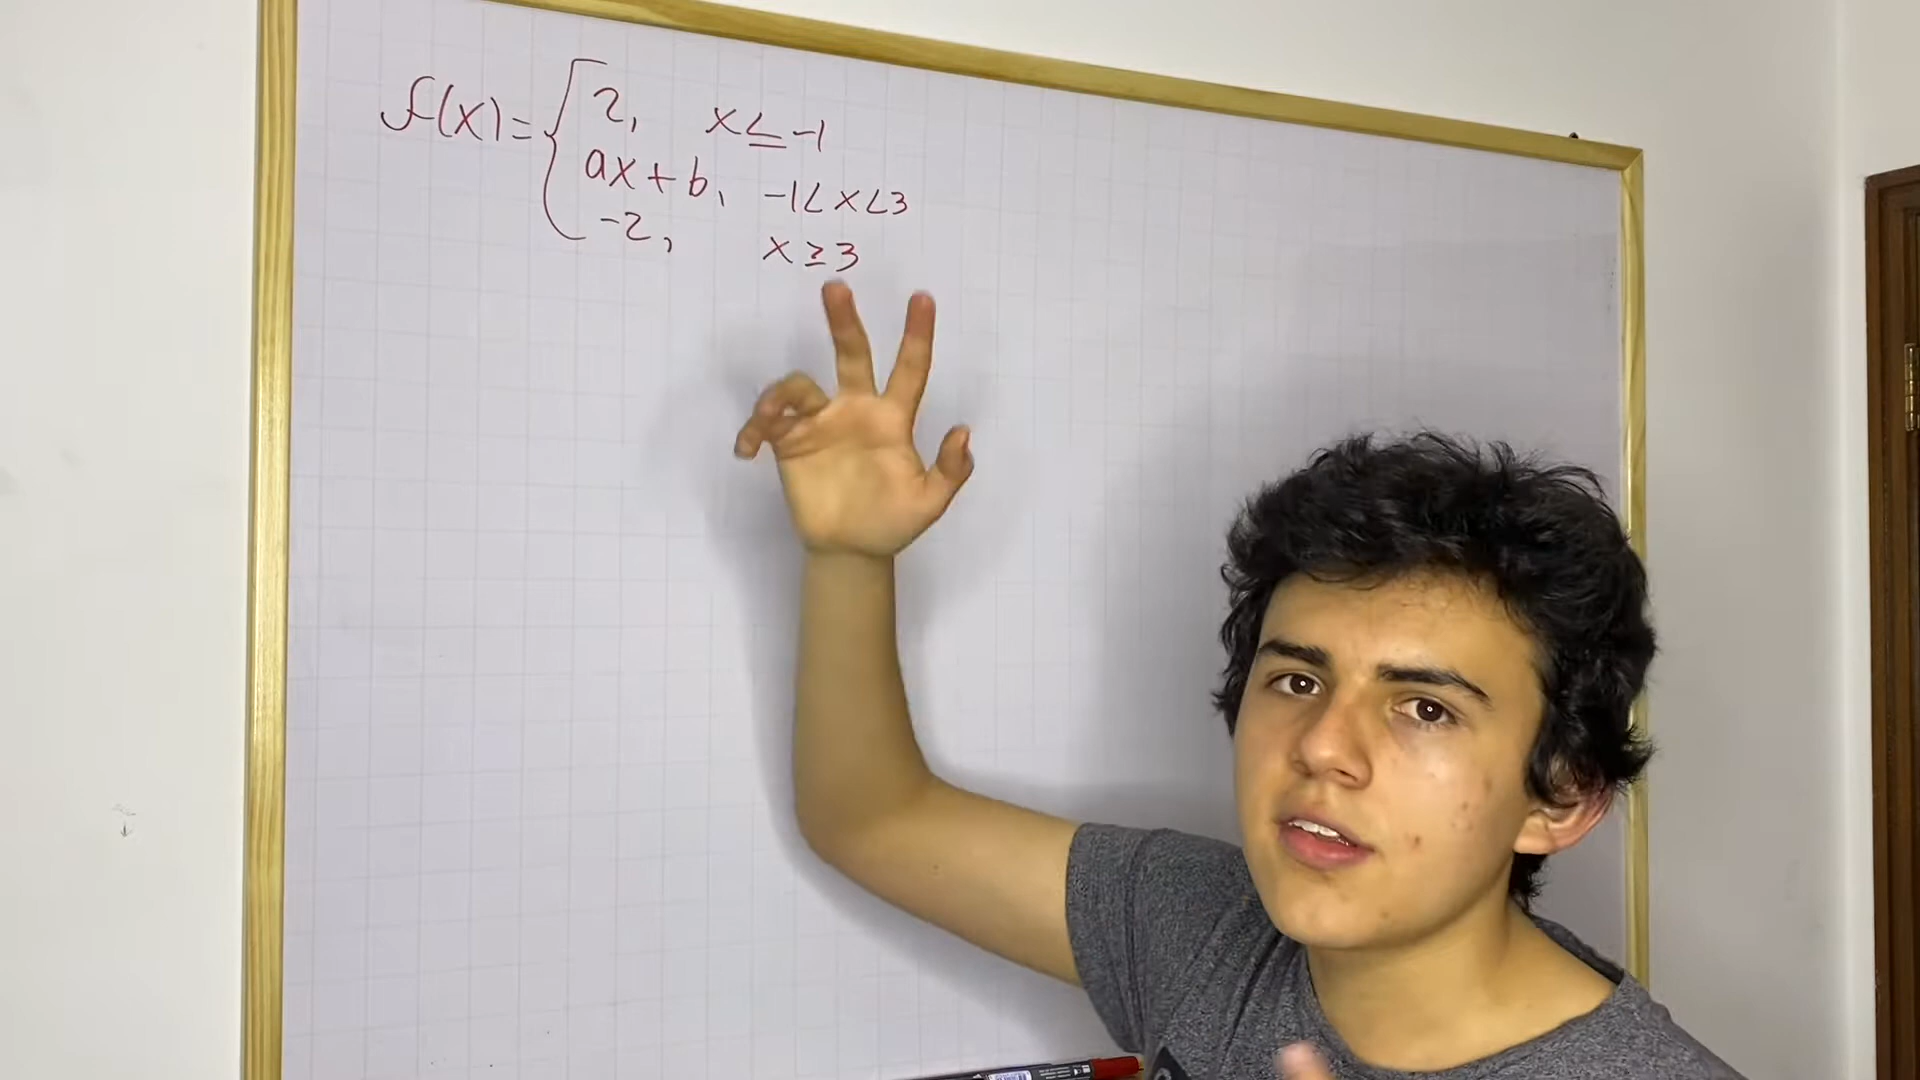 f(x) = { 2, x ≤ -1
ax + b, -1 < x < 3
-2, x ≥ 3